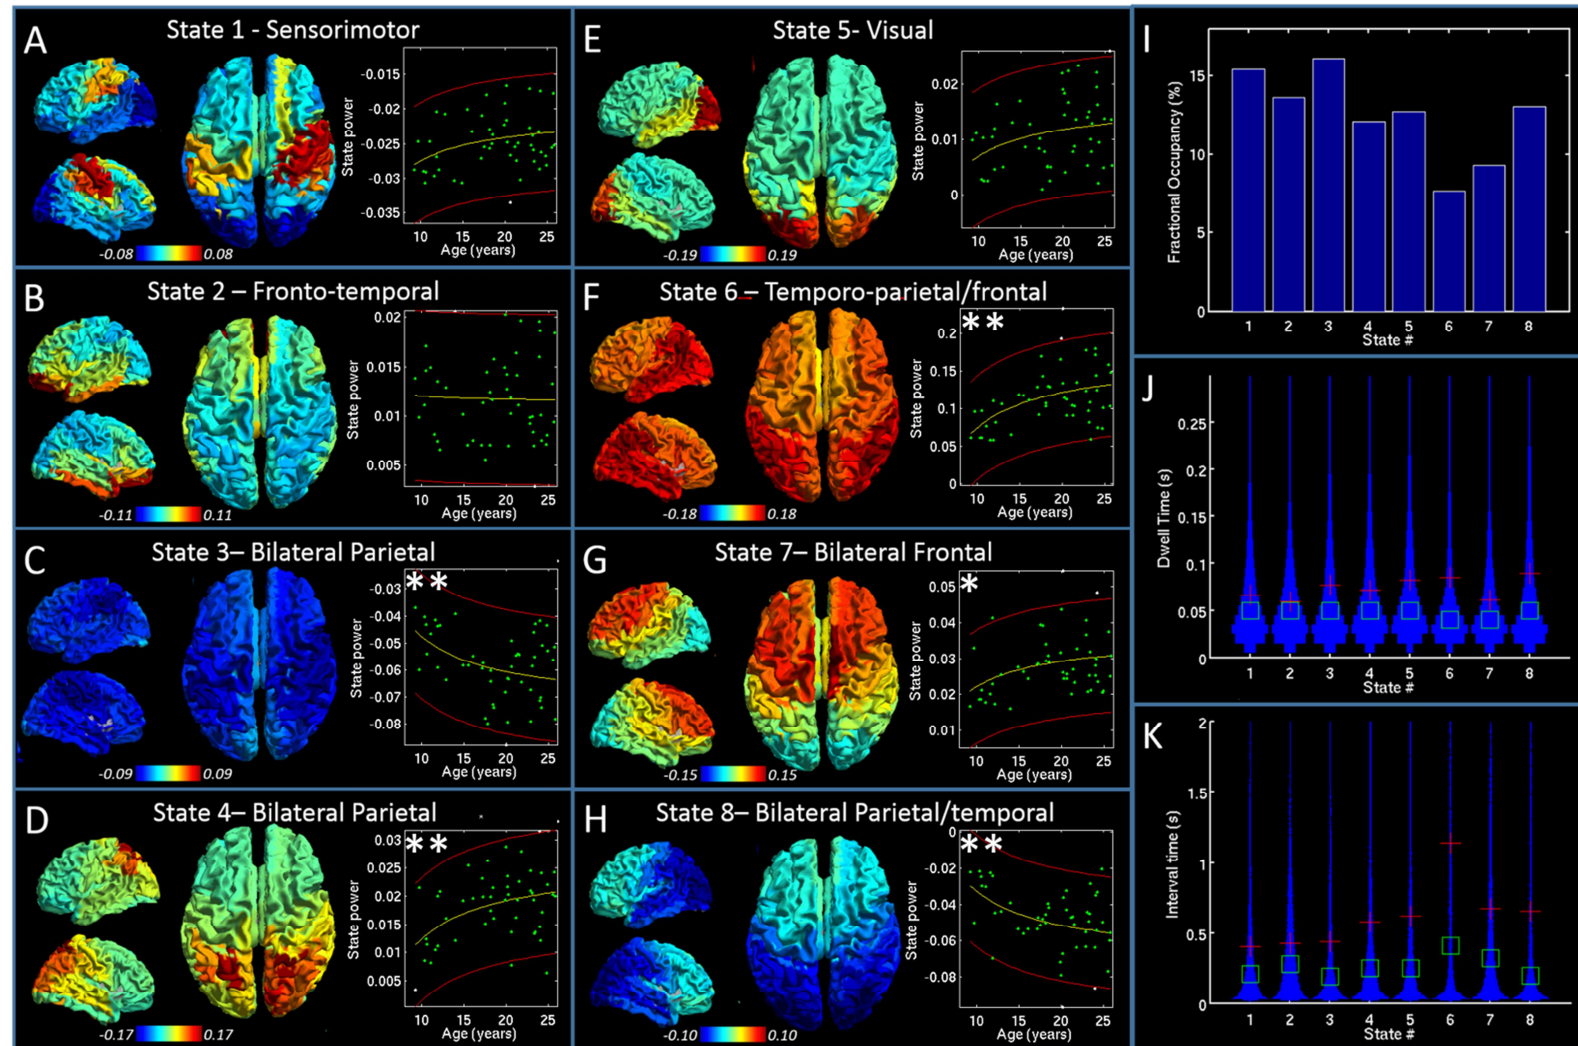 A
State 1 - Sensorimotor
State power
-0.015
-0.02
-0.025
-0.03
-0.035
10 15 20 25
Age (years)
-0.08 0.08
B
State 2 – Fronto-temporal
State power
0.02
0.015
0.01
0.005
10 15 20 25
Age (years)
-0.11 0.11
C
State 3– Bilateral Parietal
**
State power
-0.03
-0.04
-0.05
-0.06
-0.07
-0.08
10 15 20 25
Age (years)
-0.09 0.09
D
State 4– Bilateral Parietal
**
State power
0.03
0.025
0.02
0.015
0.01
0.005
10 15 20 25
Age (years)
-0.17 0.17
E
State 5- Visual
State power
0.02
0.01
0
10 15 20 25
Age (years)
-0.19 0.19
F
State 6 – Temporo-parietal/frontal
**
State power
0.2
0.15
0.1
0.05
0
10 15 20 25
Age (years)
-0.18 0.18
G
State 7– Bilateral Frontal
*
State power
0.05
0.04
0.03
0.02
0.01
10 15 20 25
Age (years)
-0.15 0.15
H
State 8– Bilateral Parietal/temporal
**
State power
0
-0.02
-0.04
-0.06
-0.08
10 15 20 25
Age (years)
-0.10 0.10
I
Fractional Occupancy (%)
15
10
5
0
1 2 3 4 5 6 7 8
State #
J
Dwell Time (s)
0.25
0.2
0.15
0.1
0.05
0
1 2 3 4 5 6 7 8
State #
K
Interval time (s)
2
1.5
1
0.5
0
1 2 3 4 5 6 7 8
State #